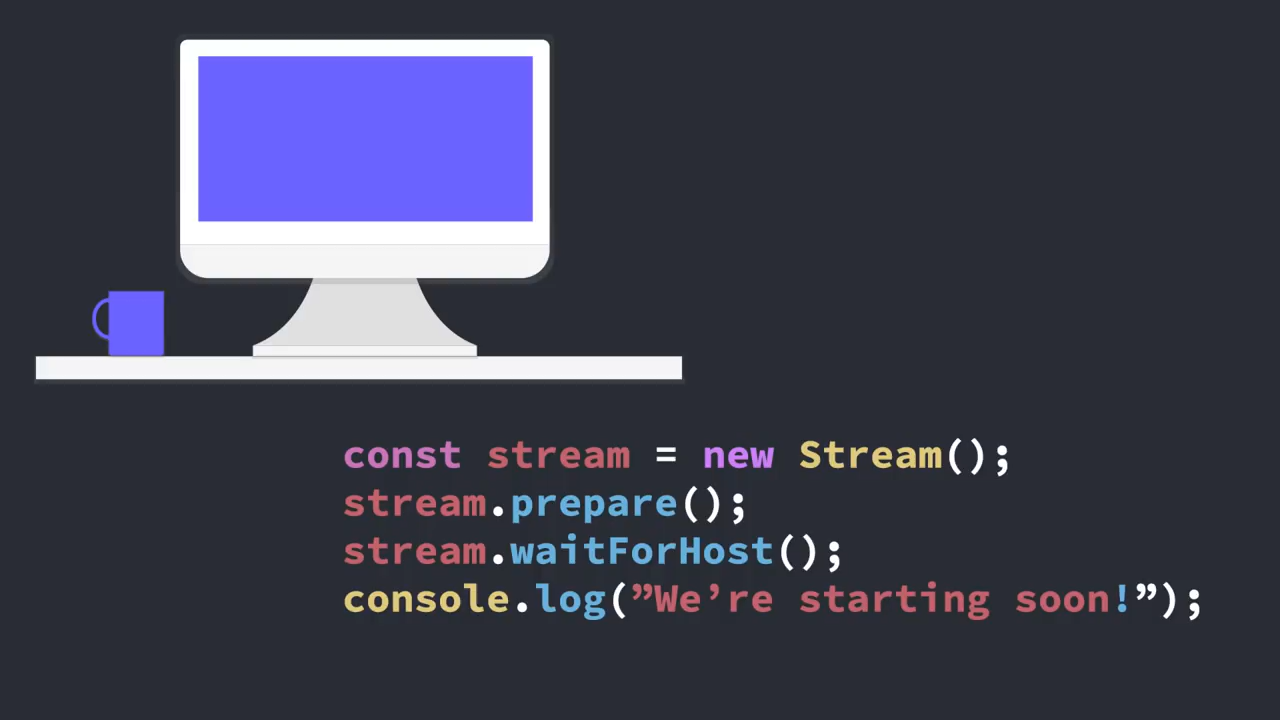 const stream = new Stream();
stream.prepare();
stream.waitForHost();
console.log(”We’re starting soon!”);